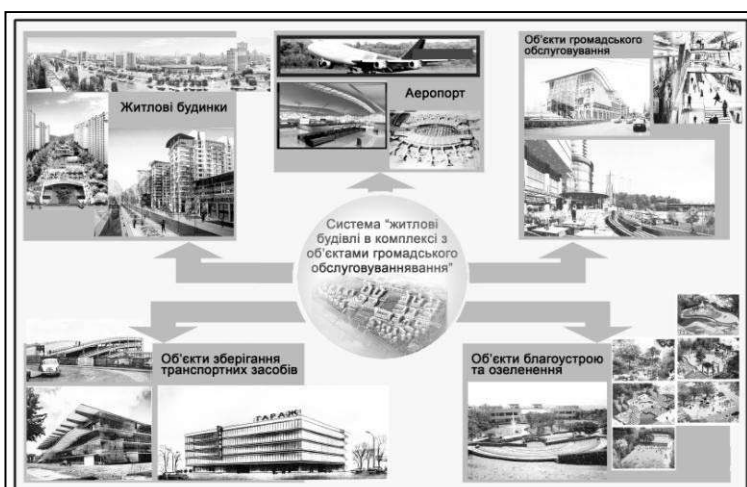 Житлові будинки
Аеропорт
Об'єкти громадського
обслуговування
Система "житлові
будівлі в комплексі з
об'єктами громадського
обслуговуваннявання"
Об'єкти зберігання
транспортних засобів
ГАРАЖ
Об'єкти благоустрою
та озеленення